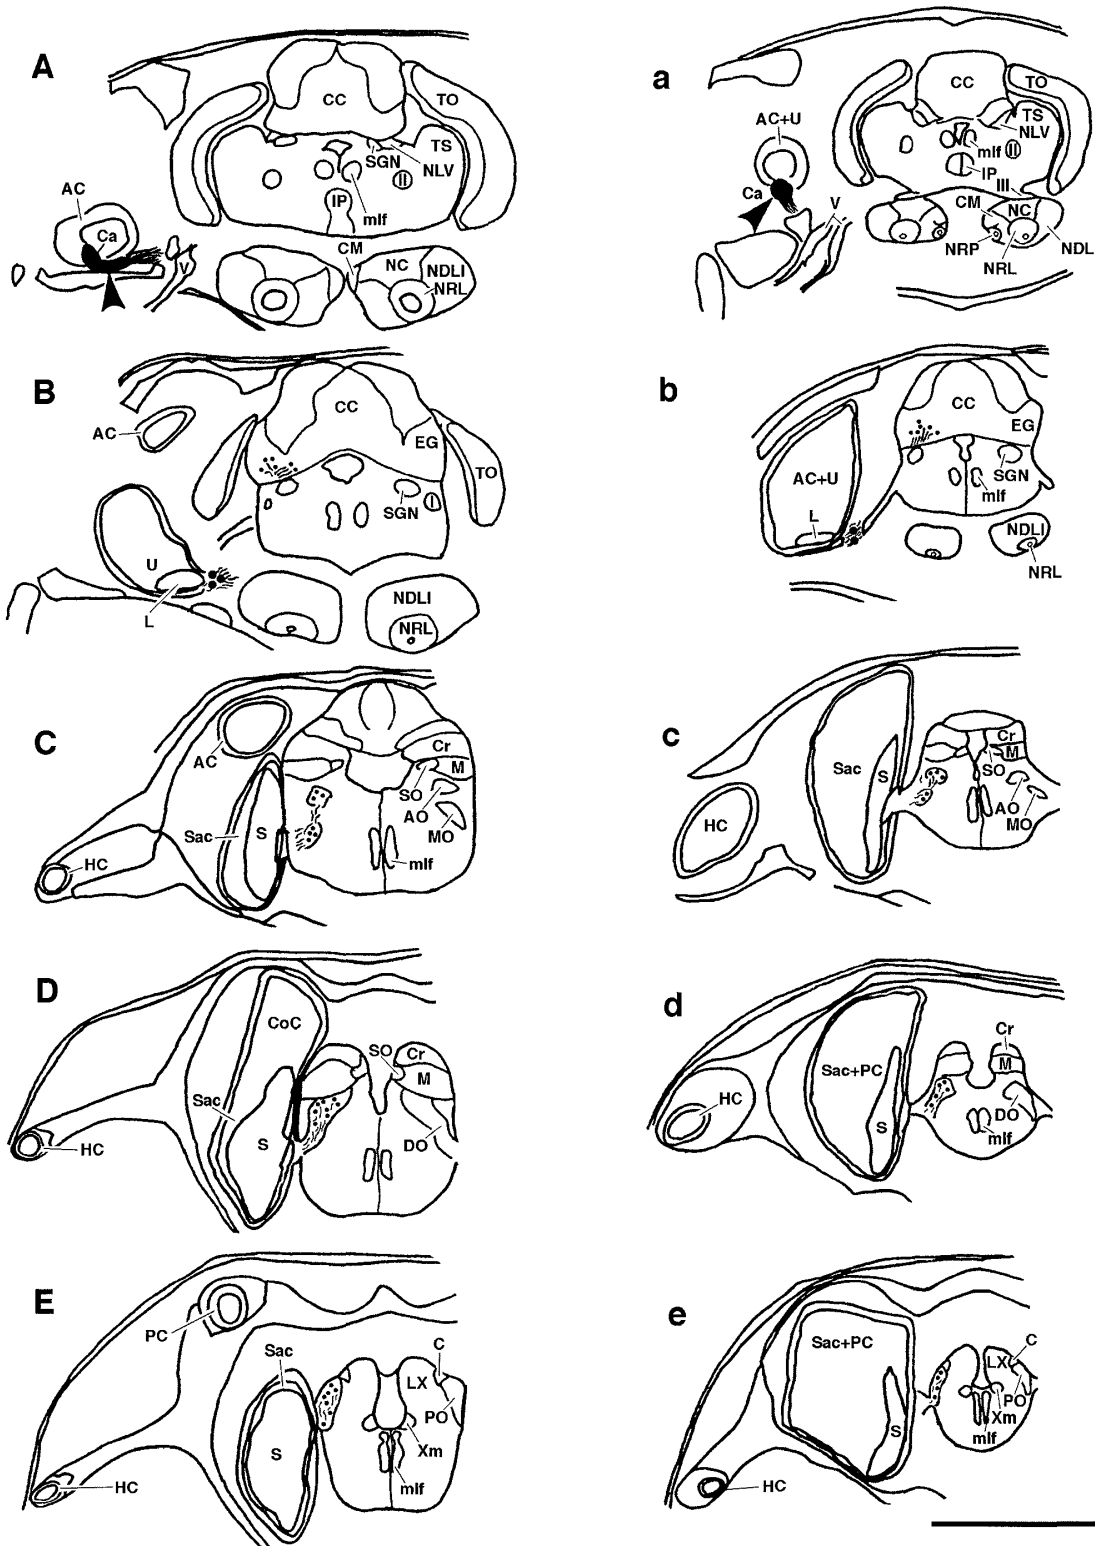 A
CC
TO
TS
SGN
NLV
II
AC
IP
mlf
Ca
CM
V
NC
NDLI
NRL
a
CC
TO
AC+U
TS
NLV
mlf
II
IP
III
Ca
V
CM
NC
NRP
NDL
NRL
B
CC
AC
EG
TO
SGN
I
U
L
NDLI
NRL
b
CC
EG
AC+U
SGN
mlf
L
NDLI
NRL
C
Cr
AC
M
SO
AO
Sac
S
MO
HC
mlf
c
Cr
M
Sac
S
SO
AO
HC
MO
D
CoC
SO
Cr
M
Sac
S
DO
HC
d
Cr
Sac+PC
M
HC
DO
S
mlf
E
PC
Sac
C
LX
PO
Xm
S
mlf
HC
e
Sac+PC
C
LX
PO
Xm
S
mlf
HC